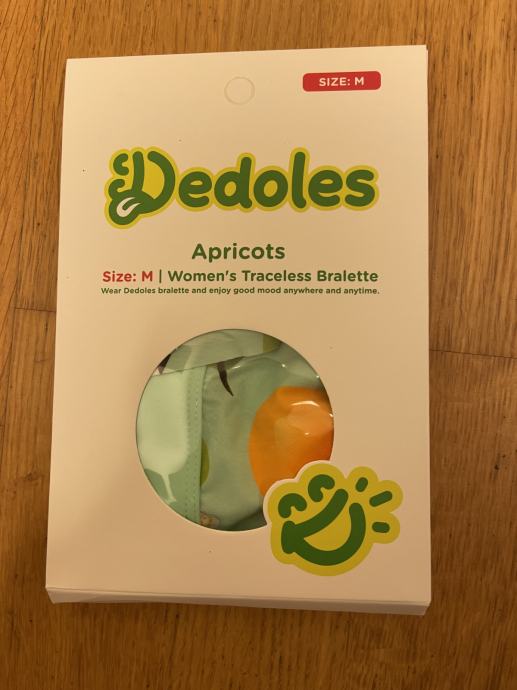 SIZE: M
Dedoles
Apricots
Size: M | Women's Traceless Bralette
Wear Dedoles bralette and enjoy good mood anywhere and anytime.